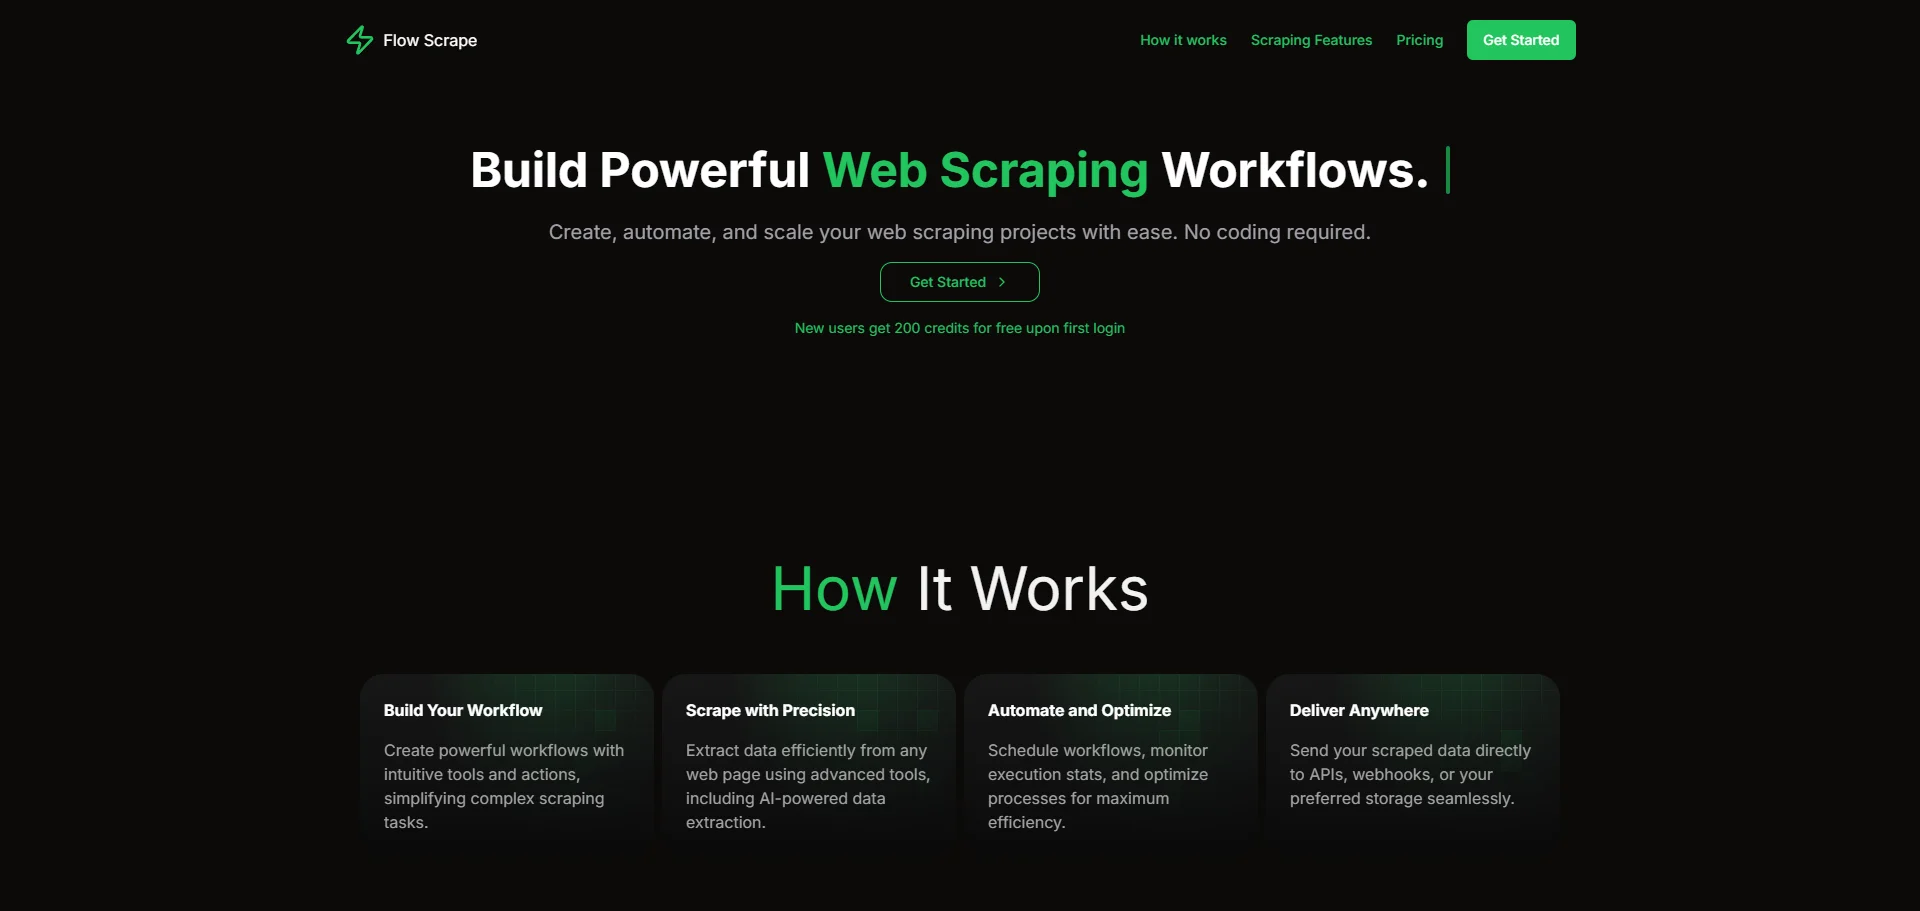 Flow Scrape
How it works
Scraping Features
Pricing
Get Started
Build Powerful Web Scraping Workflows.
Create, automate, and scale your web scraping projects with ease. No coding required.
Get Started
New users get 200 credits for free upon first login
How It Works
Build Your Workflow
Create powerful workflows with
intuitive tools and actions,
simplifying complex scraping
tasks.
Scrape with Precision
Extract data efficiently from any
web page using advanced tools,
including AI-powered data
extraction.
Automate and Optimize
Schedule workflows, monitor
execution stats, and optimize
processes for maximum
efficiency.
Deliver Anywhere
Send your scraped data directly
to APIs, webhooks, or your
preferred storage seamlessly.